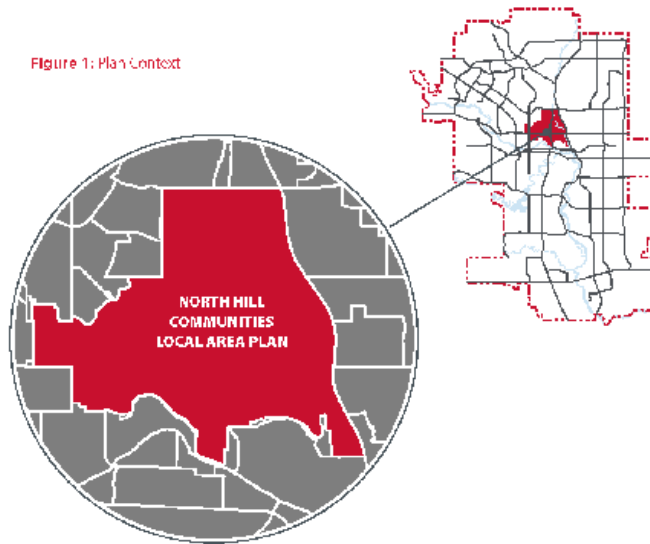 Figure 1: Plan Context
NORTH HILL
COMMUNITIES
LOCAL AREA PLAN